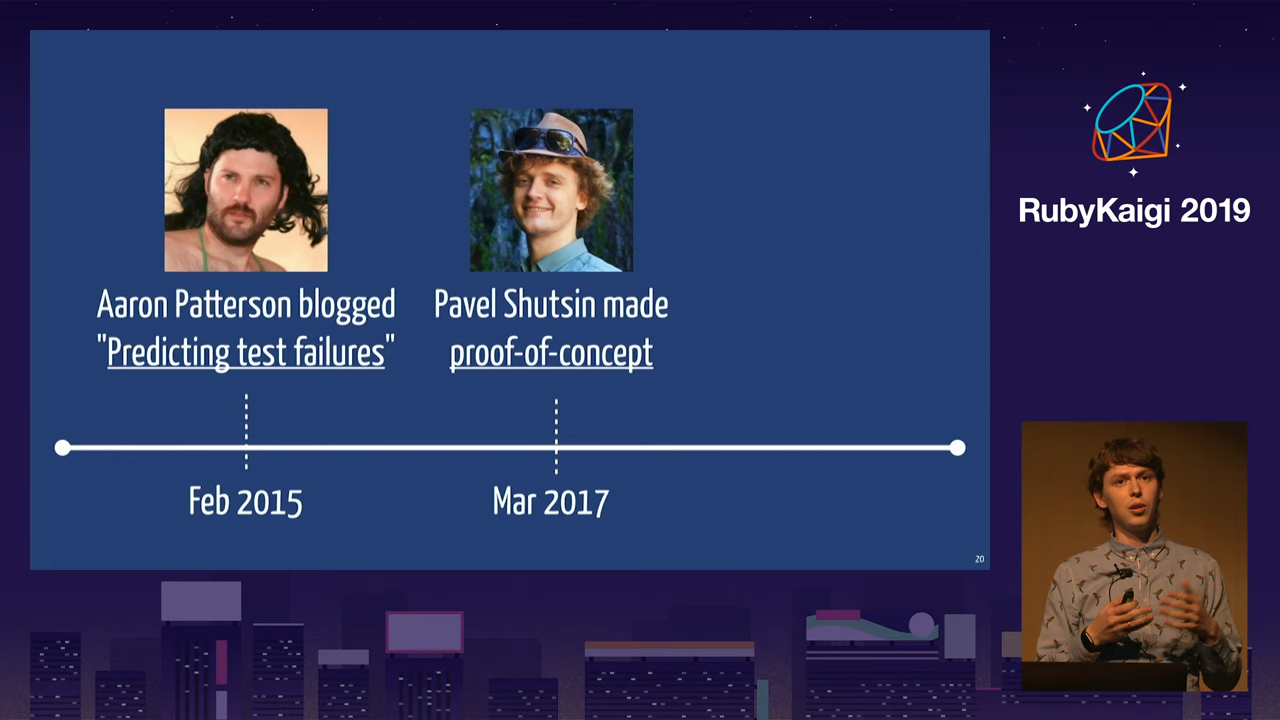 Aaron Patterson blogged
"Predicting test failures"
Pavel Shutsin made
proof-of-concept
Feb 2015
Mar 2017
20
RubyKaigi 2019